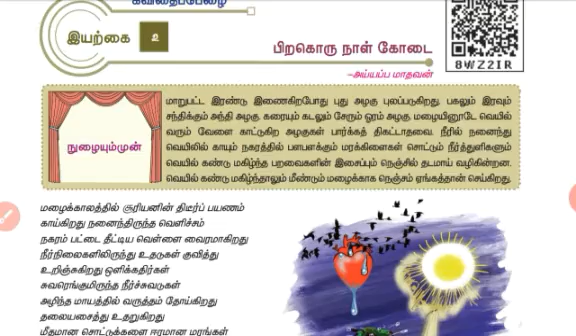 கவிதைப்பேழை
இயற்கை
உ
பிறகொரு நாள் கோடை
–அய்யப்ப மாதவன்
8WZ2IR
நுழையும்முன்
மாறுபட்ட இரண்டு இணைகிறபோது புது அழகு புலப்படுகிறது. பகலும் இரவும்
சந்திக்கும் அந்தி அழகு. கரையும் கடலும் சேரும் ஓரம் அழகு. மழையினூடே வெயில்
வரும் வேளை காட்டுகிற அழகுகள் பார்க்கத் திகட்டாதவை. நீரில் நனைந்து
வெயிலில் காயும் நகரத்தில் பளபளக்கும் மரக்கிளைகள் சொட்டும் நீர்த்துளிகளும்
வெயில் கண்டு மகிழ்ந்த பறவைகளின் இசைப்பும் நெஞ்சில் தடமாய் வழிகின்றன.
வெயில் கண்டு மகிழ்ந்தாலும் மீண்டும் மழைக்காக நெஞ்சம் ஏங்கத்தான் செய்கிறது.
மழைக்காலத்தில் சூரியனின் திடீர்ப் பயணம்
காய்கிறது நனைந்திருந்த வெளிச்சம்
நகரம் பட்டை தீட்டிய வெள்ளை வைரமாகிறது
நீர்நிலைகளிலிருந்து உதடுகள் குவித்து
உறிஞ்சுகிறது ஒளிக்கதிர்கள்
சுவரெங்குமிருந்த நீர்ச்சுவடுகள்
அழிந்த மாயத்தில் வருத்தம் தோய்கிறது
தலையசைத்து உதறுகிறது
மீதமான சொட்டுக்களை ஈரமான மரங்கள்